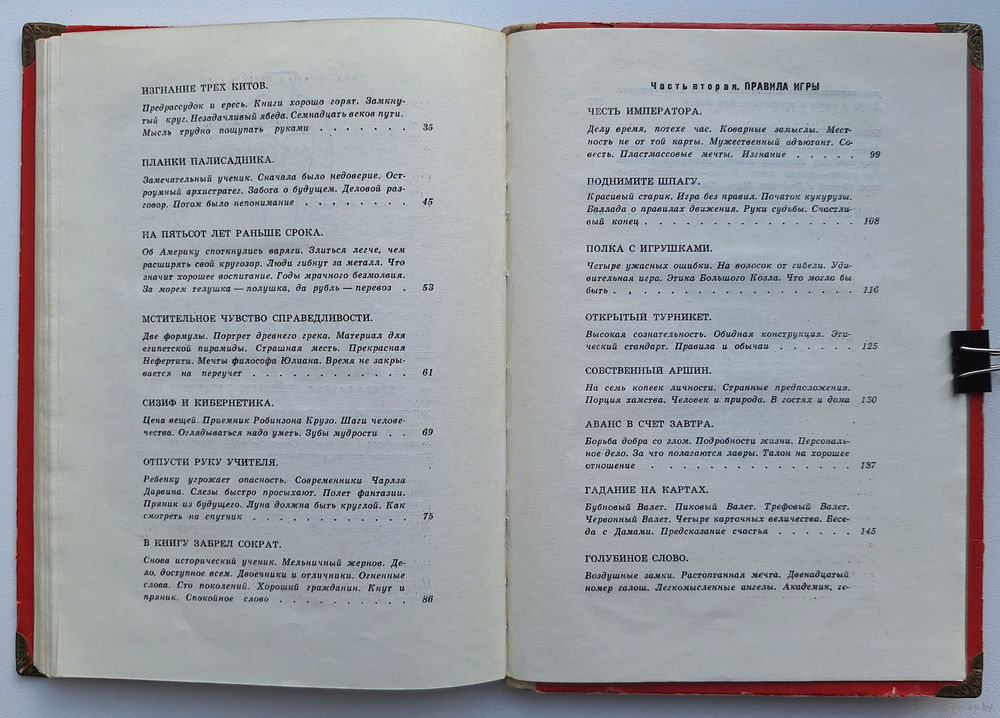 ИЗГНАНИЕ ТРЕХ КИТОВ.
Предрассудок и ересь. Книги хорошо горят. Замкну-
тый круг. Незадачливый ябеда. Семнадцать веков пути.
Мысль трудно пощупать руками . . . . . . . 35
ПЛАНКИ ПАЛИСАДНИКА.
Замечательный ученик. Сначала было недоверие. Ост-
роумный архистратег. Забота о будущем. Деловой раз-
говор. Потом было непонимание . . . . . . . . 45
НА ПЯТЬСОТ ЛЕТ РАНЬШЕ СРОКА.
Об Америку споткнулись варяги. Злиться легче, чем
расширять свой кругозор. Люди гибнут за металл. Что
значит хорошее воспитание. Годы мрачного безмолвия.
За морем телушка — полушка, да рубль — перевоз . 53
МСТИТЕЛЬНОЕ ЧУВСТВО СПРАВЕДЛИВОСТИ.
Две формулы. Портрет древнего грека. Материал для
египетской пирамиды. Страшная месть. Прекрасная
Нефертити. Мечты философа Юлиана. Время не закры-
вается на переучет . . . . . . . . . . . . 61
СИЗИФ И КИБЕРНЕТИКА.
Цена вещей. Приемник Робинзона Крузо. Шаги челове-
чества. Оглядываться надо уметь. Зубы мудрости . . 69
ОТПУСТИ РУКУ УЧИТЕЛЯ.
Ребенку угрожает опасность. Современники Чарлза
Дарвина. Слезы быстро просыхают. Полет фантазии.
Пряник из будущего. Луна должна быть круглой. Как
смотреть на спутник . . . . . . . . . . . . 75
В КНИГУ ЗАБРЕЛ СОКРАТ.
Снова исторический ученик. Мельничный жернов. Де-
ло, доступное всем. Двоечники и отличники. Огненные
слова. Сто поколений. Хороший гражданин. Кнут и
пряник. Спокойное слово . . . . . . . . . . 86
Часть вторая. ПРАВИЛА ИГРЫ
ЧЕСТЬ ИМПЕРАТОРА.
Делу время, потехе час. Коварные замыслы. Мест-
ность не от той карты. Мужественный адъютант. Со-
весть. Пластмассовые мечты. Изгнание . . . . . 99
ПОДНИМИТЕ ШПАГУ.
Красивый старик. Игра без правил. Початок кукурузы.
Баллада о правилах движения. Руки судьбы. Счастли-
вый конец . . . . . . . . . . . . . . . . 108
ПОЛКА С ИГРУШКАМИ.
Четыре ужасных ошибки. На волосок от гибели. Уди-
вительная игра. Этика Большого Козла. Что могло бы
быть . . . . . . . . . . . . . . . . . . 116
ОТКРЫТЫЙ ТУРНИКЕТ.
Высокая сознательность. Обидная конструкция. Эти-
ческий стандарт. Правила и обычаи . . . . . . 125
СОБСТВЕННЫЙ АРШИН.
На семь копеек личности. Странные предположения.
Порция хамства. Человек и природа. В гостях и дома 130
АВАНС В СЧЕТ ЗАВТРА.
Борьба добра со злом. Подробности жизни. Персональ-
ное дело. За что полагаются лавры. Талон на хорошее
отношение . . . . . . . . . . . . . . . 137
ГАДАНИЕ НА КАРТАХ.
Бубновый Валет. Пиковый Валет. Трефовый Валет.
Червонный Валет. Четыре карточных величества. Бесе-
да с Дамами. Предсказание счастья . . . . . . 145
ГОЛУБИНОЕ СЛОВО.
Воздушные замки. Растоптанная мечта. Двенадцатый
номер галош. Легкомысленные ангелы. Академик, ге-